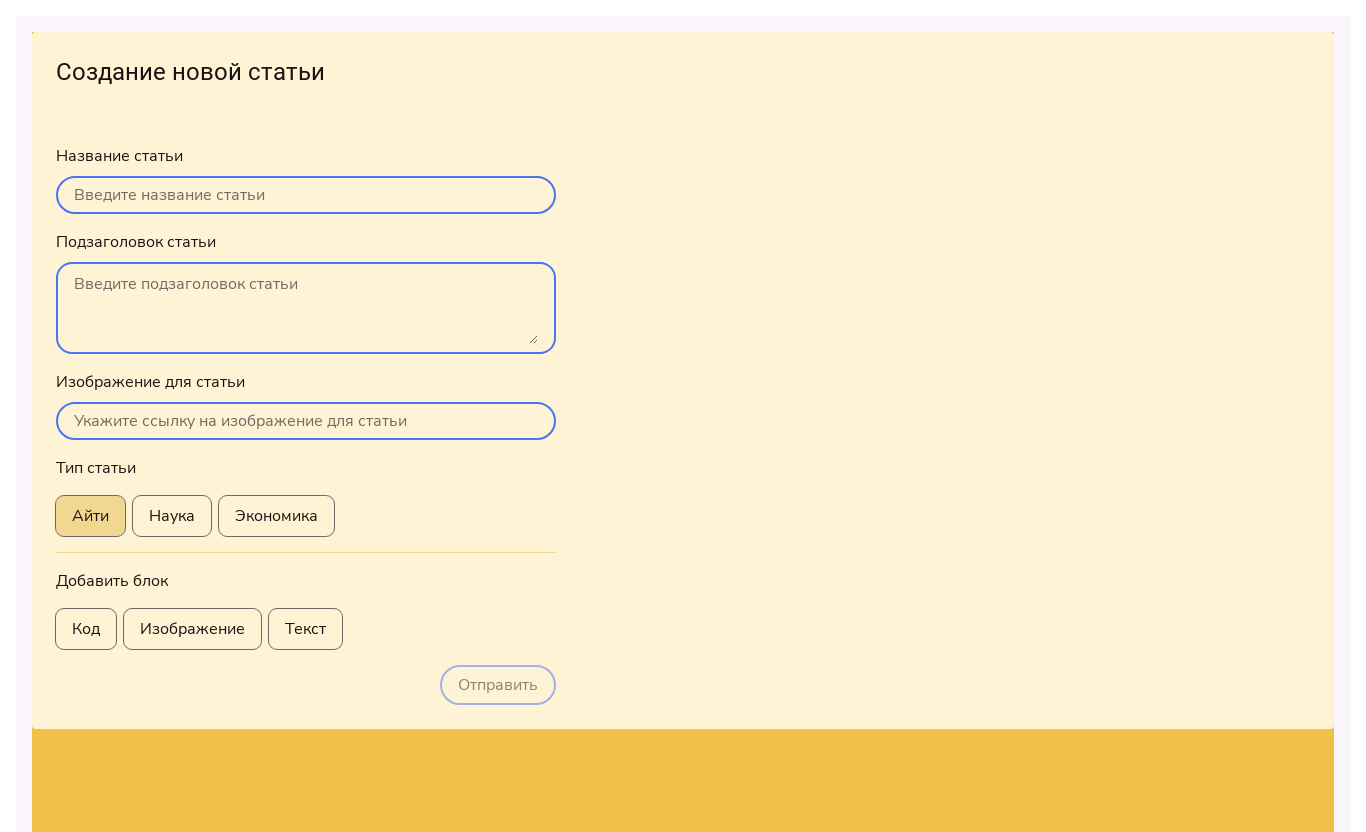 Создание новой статьи
Название статьи
Введите название статьи
Подзаголовок статьи
Введите подзаголовок статьи
Изображение для статьи
Укажите ссылку на изображение для статьи
Тип статьи
Айти Наука Экономика
Добавить блок
Код Изображение Текст
Отправить